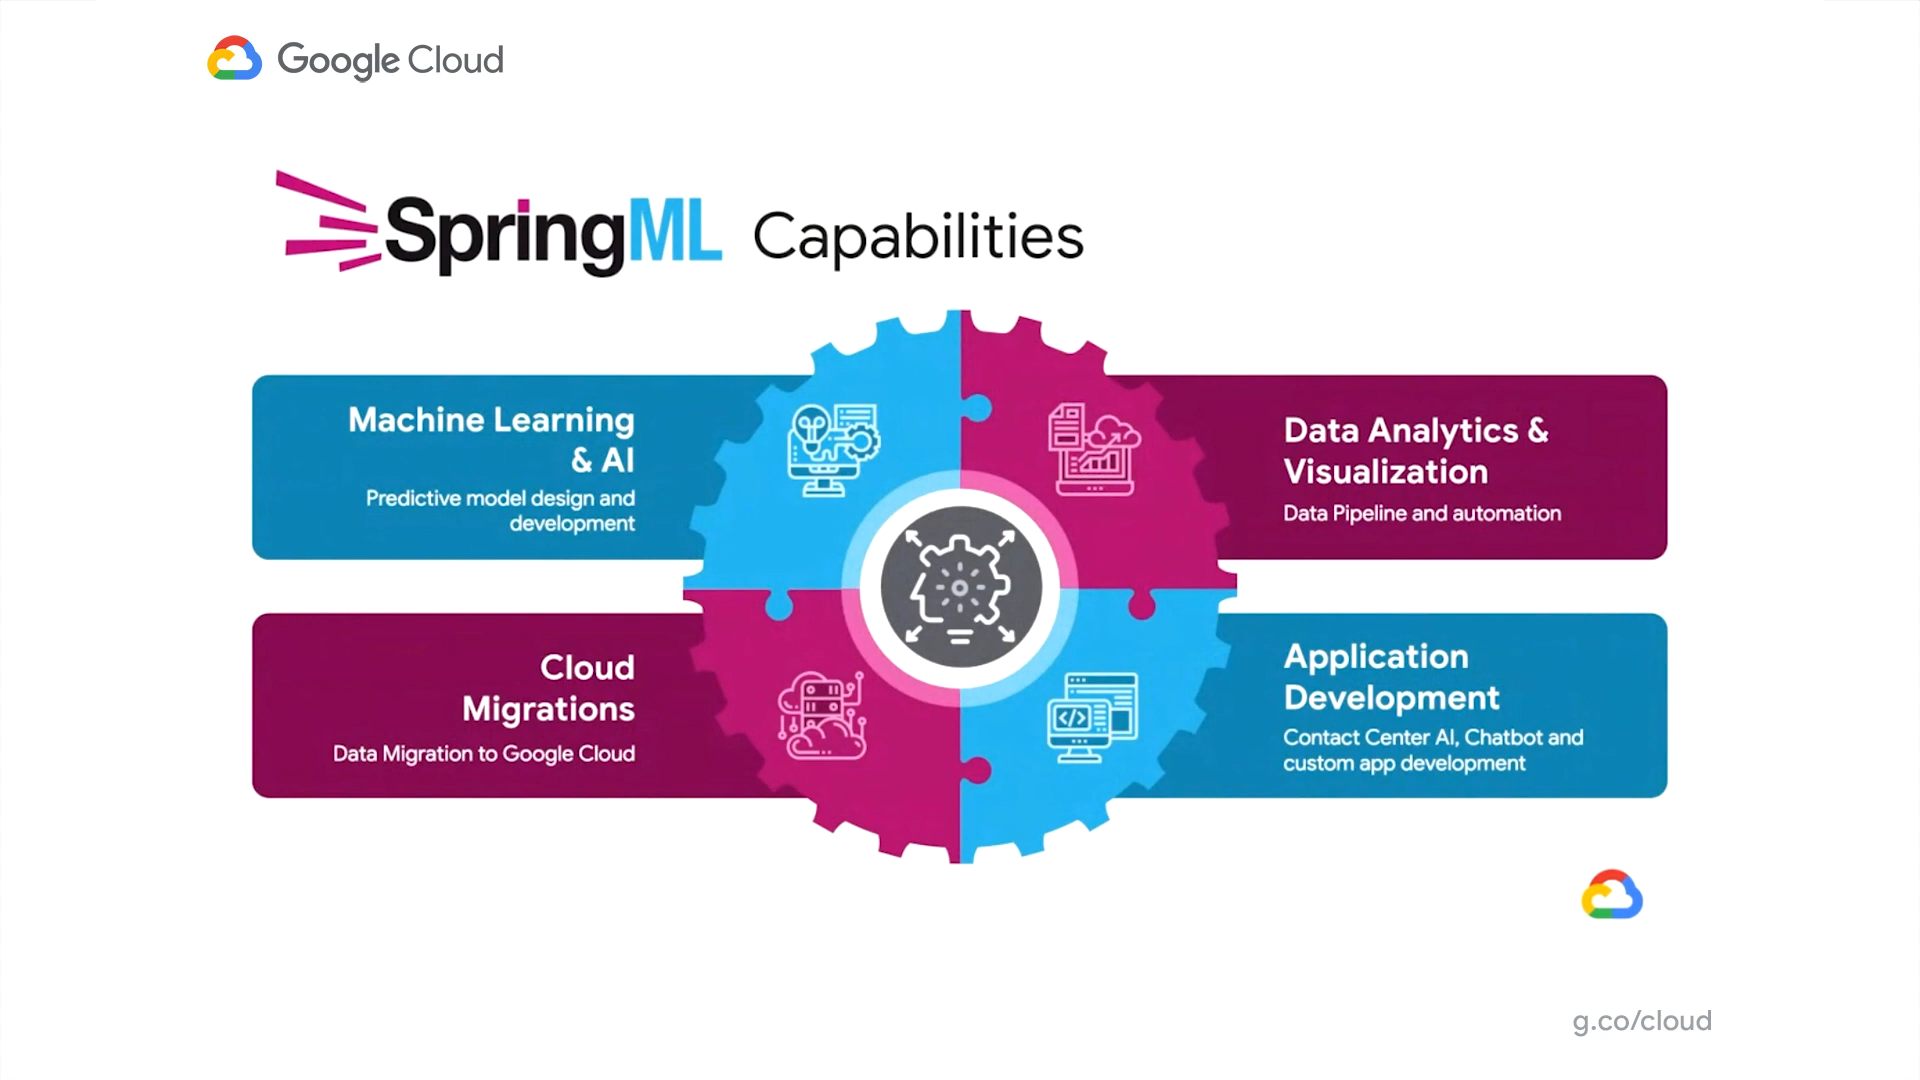 Google Cloud
SpringML Capabilities
Machine Learning
& AI
Predictive model design and
development
Data Analytics &
Visualization
Data Pipeline and automation
Cloud
Migrations
Data Migration to Google Cloud
Application
Development
Contact Center AI, Chatbot and
custom app development
g.co/cloud